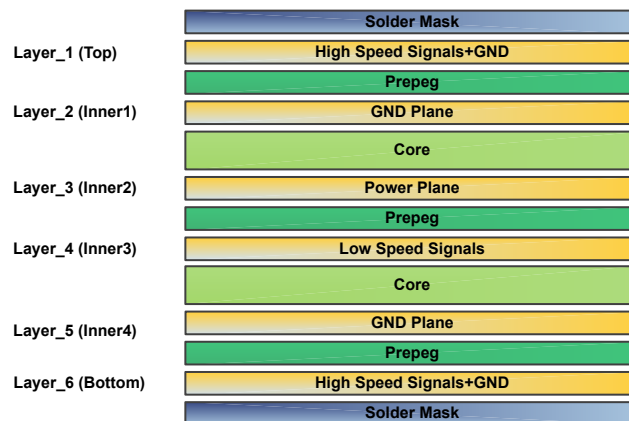 Solder Mask
Layer_1 (Top) High Speed Signals+GND
Prepeg
Layer_2 (Inner1) GND Plane
Core
Layer_3 (Inner2) Power Plane
Prepeg
Layer_4 (Inner3) Low Speed Signals
Core
Layer_5 (Inner4) GND Plane
Prepeg
Layer_6 (Bottom) High Speed Signals+GND
Solder Mask